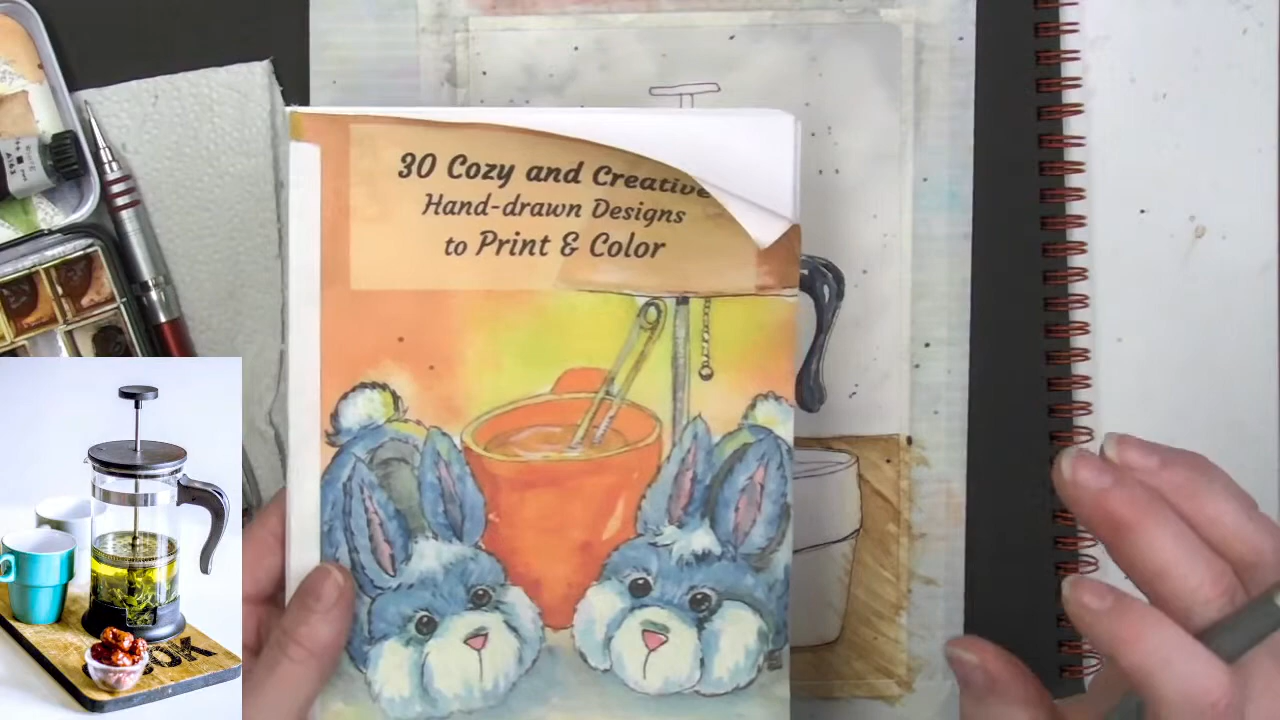 30 Cozy and Creative
Hand-drawn Designs
to Print & Color